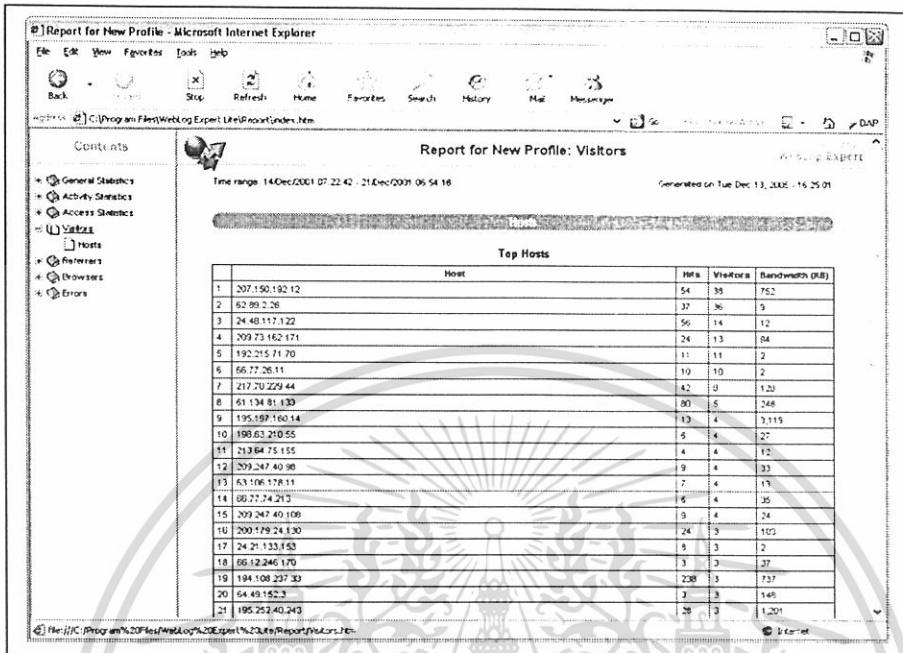 Report for New Profile - Microsoft Internet Explorer
File Edit View Favorites Tools Help
Back Stop Refresh Home Favorites Search History Mail Messenger
C:\Program Files\WebLog Expert Lite\Report\index.htm Go DAP
Contents
Report for New Profile: Visitors
Expert
General Statistics
Activity Statistics
Access Statistics
Visitors
Hosts
Referrers
Browsers
Errors
Time range: 14/Dec/2001 07:22:42 - 21/Dec/2001 06:54:16
Generated on Tue Dec 13, 2005 - 16:25:01
Hosts
Top Hosts
Host Hits Visitors Bandwidth (KB)
1 207.150.192.12 54 38 752
2 62.89.2.26 37 36 9
3 24.48.117.122 56 14 12
4 209.73.162.171 24 13 84
5 192.215.71.70 11 11 2
6 66.77.26.11 10 10 2
7 217.70.229.44 42
8 61.134.81.133 80 5 248
9 195.197.160.14 13 4 3,115
10 198.63.210.55 4 27
11 213.64.75.155 4 4 12
12 209.247.40.98 9 4 33
13 63.106.178.11 7 4 13
14 66.77.74.213 4 35
15 209.247.40.108 9 4 24
16 200.179.24.130 24 3 103
17 24.21.133.153 3 2
18 66.12.246.170 3 3 37
19 194.108.237.33 238 3 737
20 64.49.152.3 3 3 148
21 195.252.40.243 28 3 1,201
file:///C:/Program%20Files/WebLog%20Expert%20Lite/Report/Visitors.htm Internet